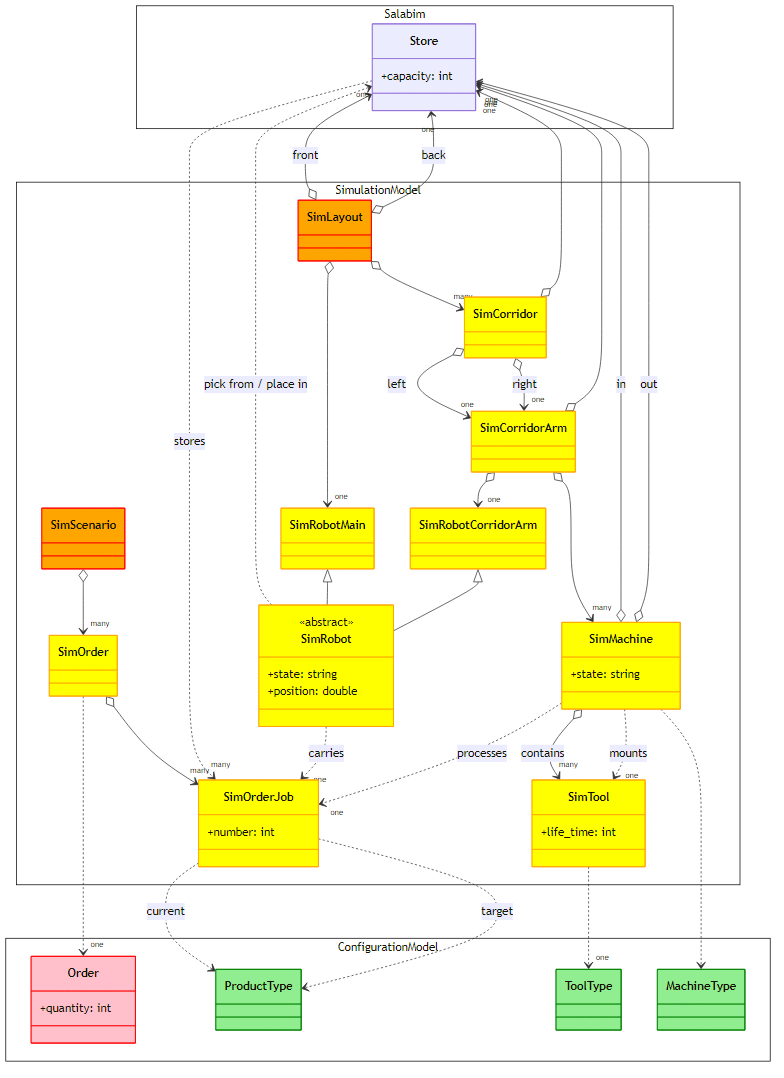 Salabim
Store
+capacity: int
one
one
one
one
one
one
front
back
SimulationModel
SimLayout
many
SimCorridor
pick from / place in
left
right
in
out
one
one
SimCorridorArm
stores
one
one
SimScenario
SimRobotMain
SimRobotCorridorArm
many
many
«abstract»
SimRobot
SimOrder
SimMachine
+state: string
+state: string
+position: double
carries
processes
contains
mounts
many
many
one
many
one
SimOrderJob
SimTool
one
+number: int
+life_time: int
current
target
ConfigurationModel
one
one
Order
ProductType
ToolType
MachineType
+quantity: int